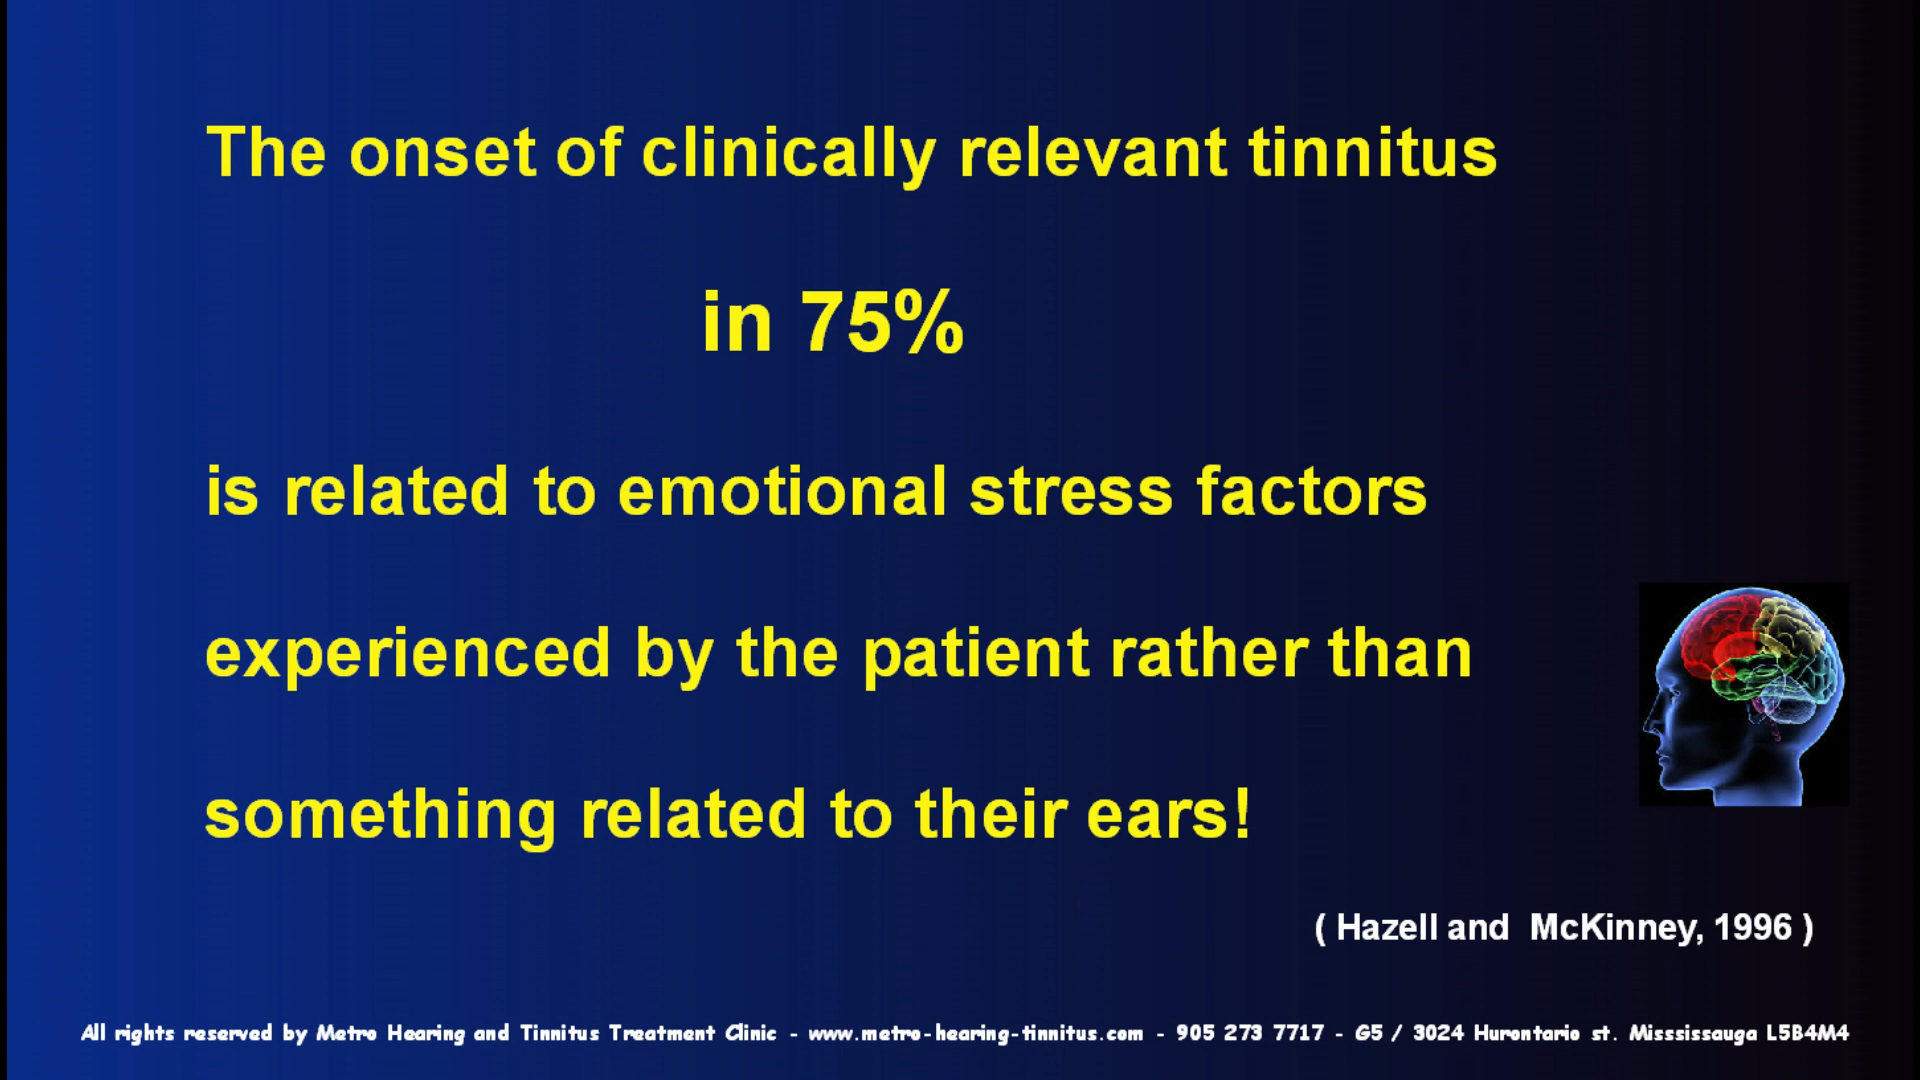 The onset of clinically relevant tinnitus
in 75%
is related to emotional stress factors
experienced by the patient rather than
something related to their ears!
( Hazell and McKinney, 1996 )
All rights reserved by Metro Hearing and Tinnitus Treatment Clinic - www.metro-hearing-tinnitus.com - 905 273 7717 - G5 / 3024 Hurontario st. Misssissauga L5B4M4